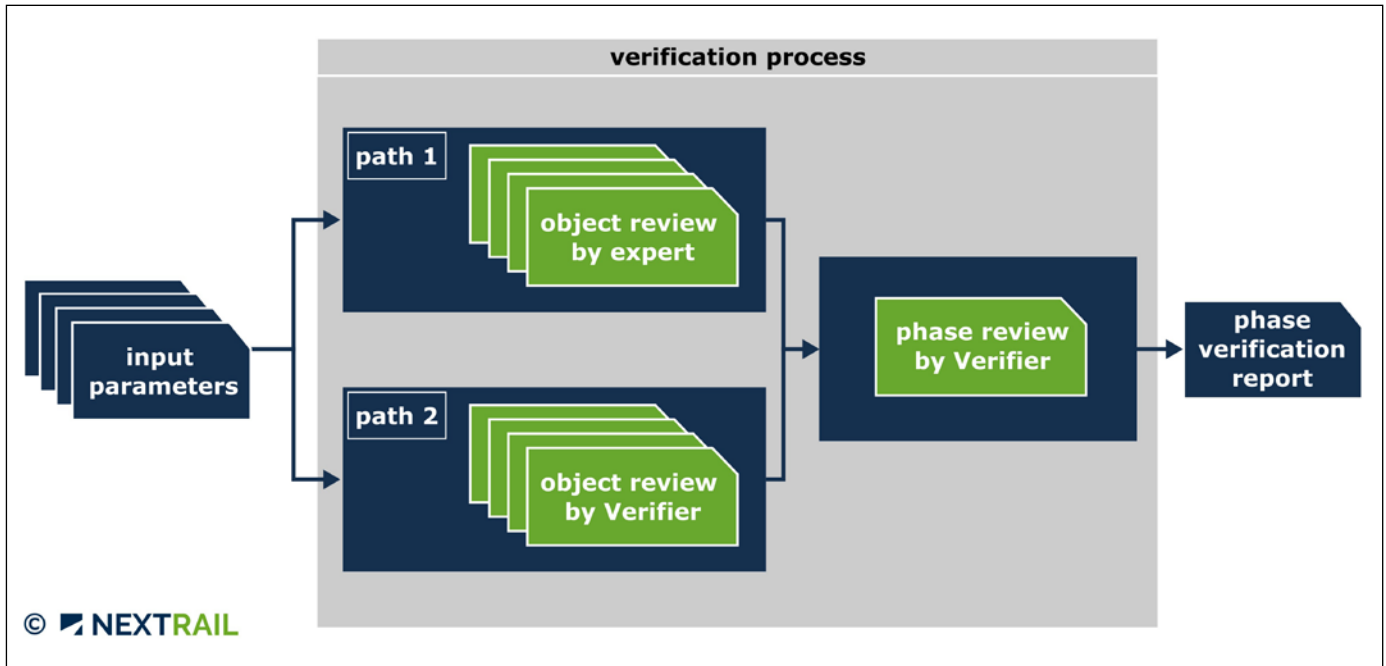 verification process
path 1
object review
by expert
input
parameters
path 2
object review
by Verifier
phase review
by Verifier
phase
verification
report
© NEXTRAIL